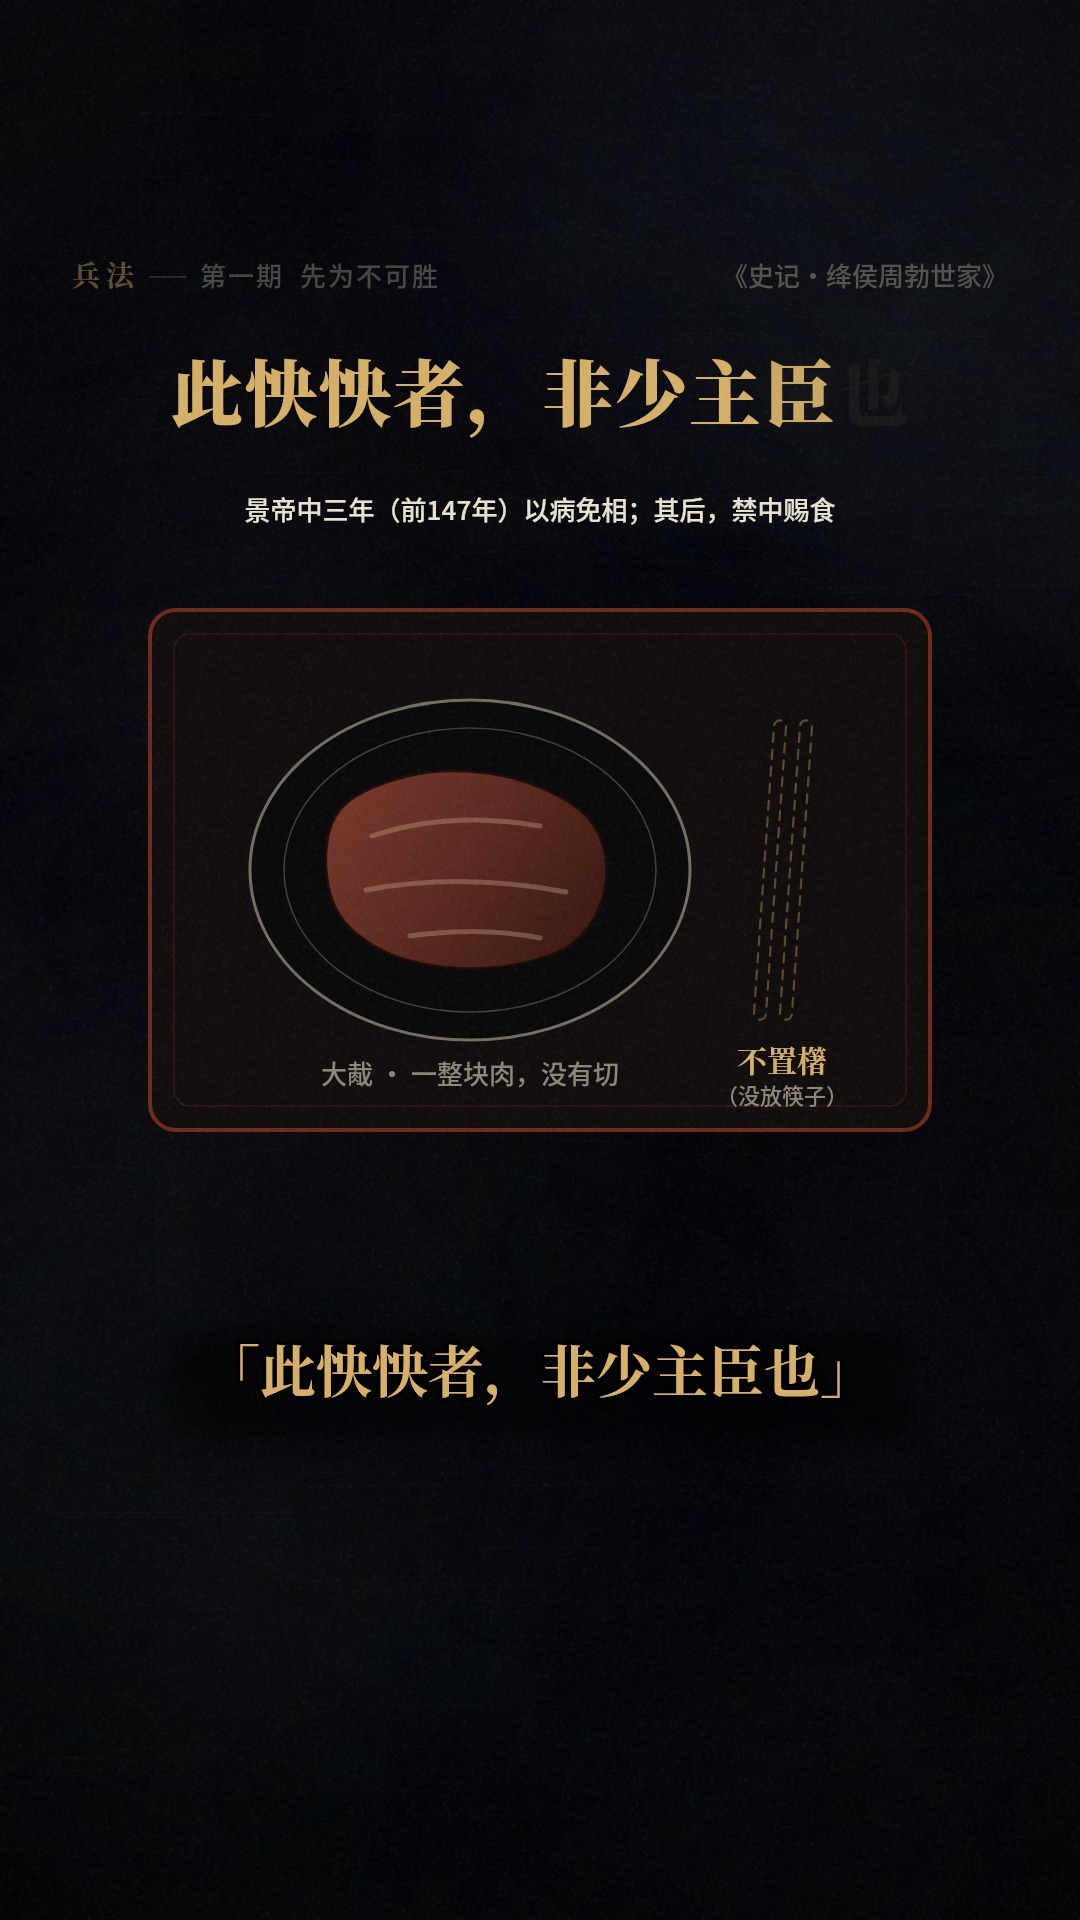 兵法 — 第一期 先为不可胜
《史记·绛侯周勃世家》
此怏怏者，非少主臣也
景帝中三年（前147年）以病免相；其后，禁中赐食
大胾 · 一整块肉，没有切
不置櫡
（没放筷子）
「此怏怏者，非少主臣也」